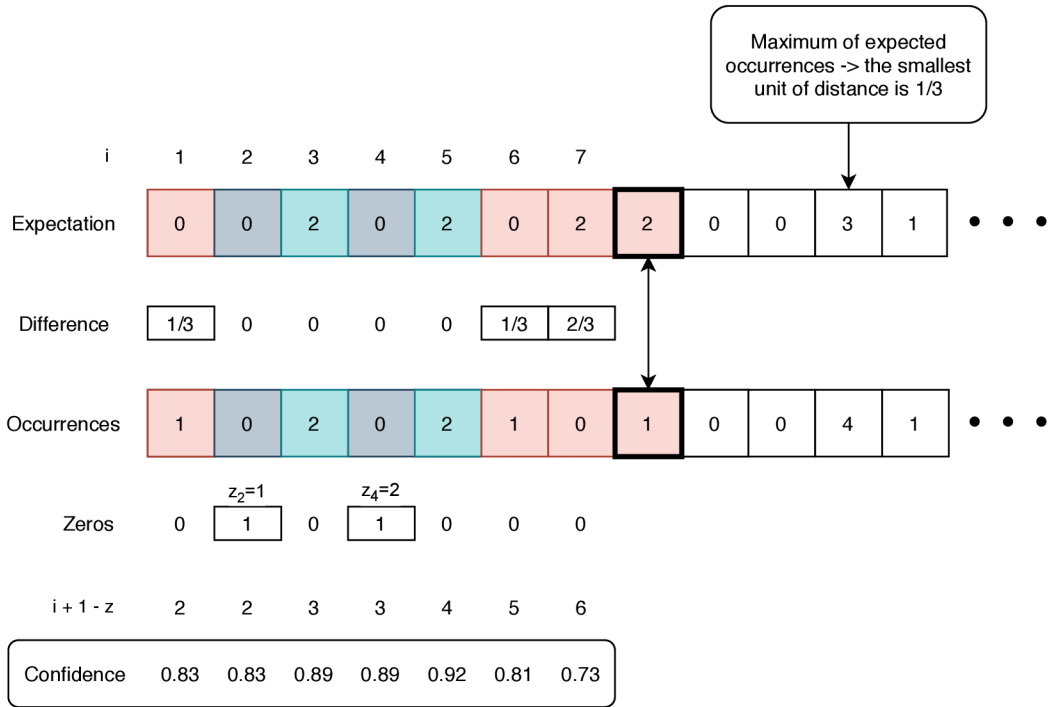 Maximum of expected
occurrences -> the smallest
unit of distance is 1/3
i 1 2 3 4 5 6 7
Expectation 0 0 2 0 2 0 2 2 0 0 3 1 • • •
Difference 1/3 0 0 0 0 1/3 2/3
Occurrences 1 0 2 0 2 1 0 1 0 0 4 1 • • •
z₂=1 z₄=2
Zeros 0 1 0 1 0 0 0
i + 1 - z 2 2 3 3 4 5 6
Confidence 0.83 0.83 0.89 0.89 0.92 0.81 0.73